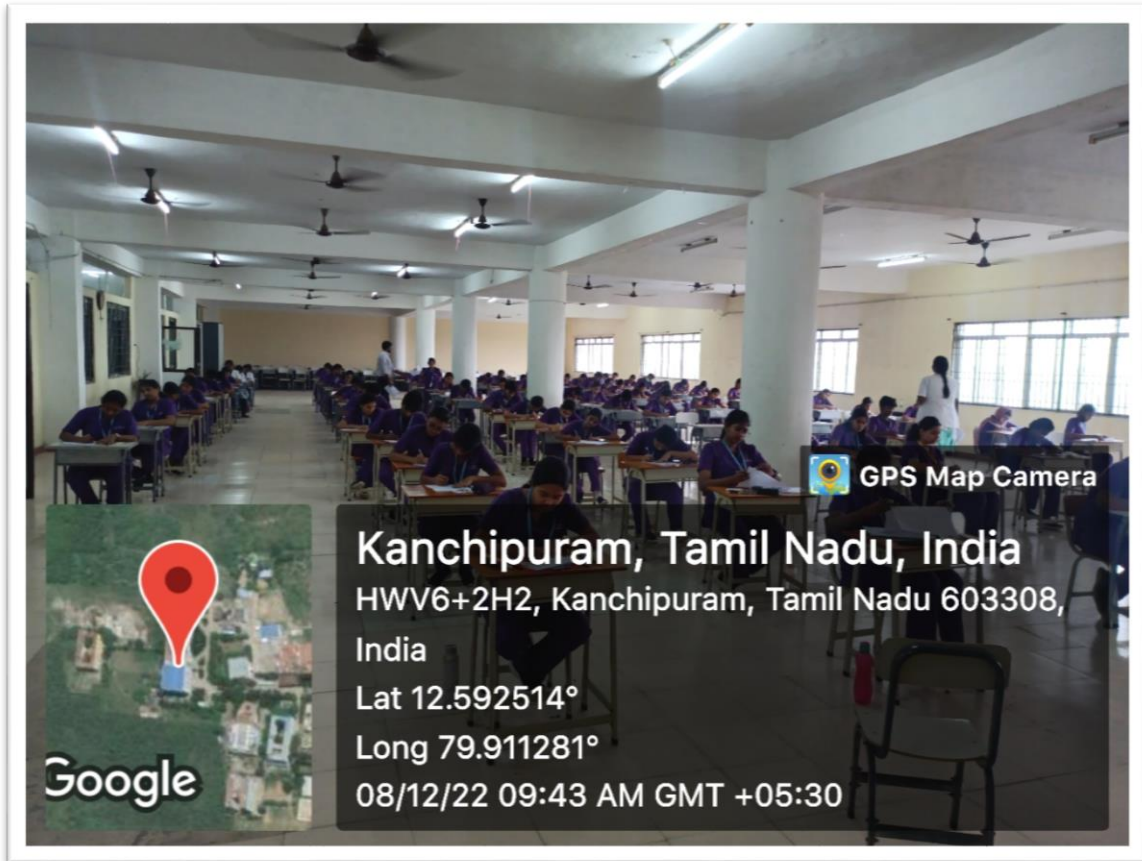 GPS Map Camera
Kanchipuram, Tamil Nadu, India
HWV6+2H2, Kanchipuram, Tamil Nadu 603308,
India
Lat 12.592514°
Long 79.911281°
08/12/22 09:43 AM GMT +05:30
Google